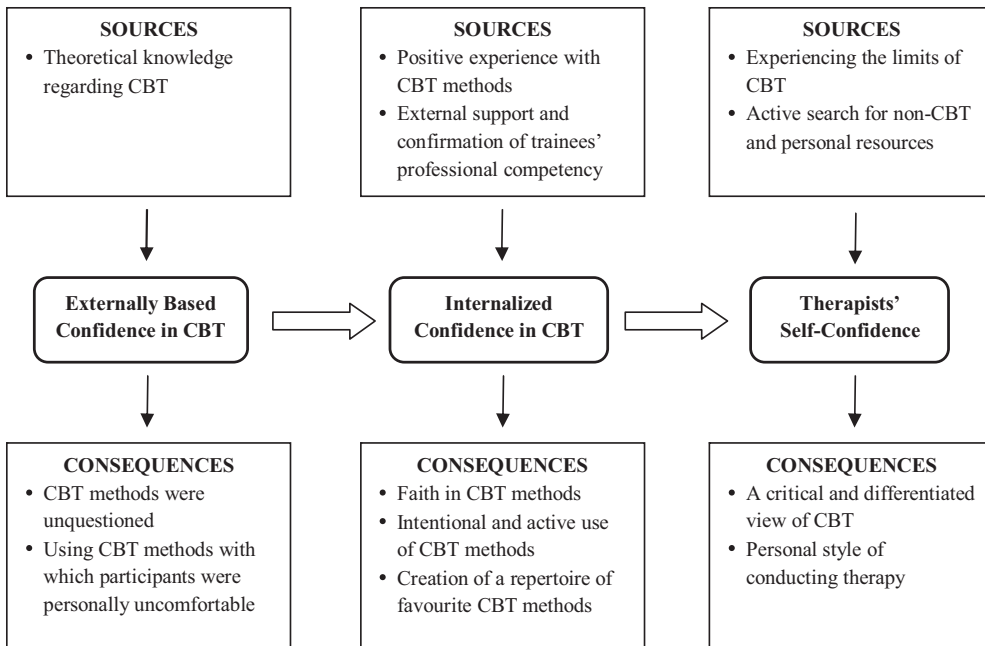 SOURCES
• Theoretical knowledge
regarding CBT
SOURCES
• Positive experience with
CBT methods
• External support and
confirmation of trainees'
professional competency
SOURCES
• Experiencing the limits of
CBT
• Active search for non-CBT
and personal resources
Externally Based
Confidence in CBT
Internalized
Confidence in CBT
Therapists'
Self-Confidence
CONSEQUENCES
• CBT methods were
unquestioned
• Using CBT methods with
which participants were
personally uncomfortable
CONSEQUENCES
• Faith in CBT methods
• Intentional and active use
of CBT methods
• Creation of a repertoire of
favourite CBT methods
CONSEQUENCES
• A critical and differentiated
view of CBT
• Personal style of
conducting therapy